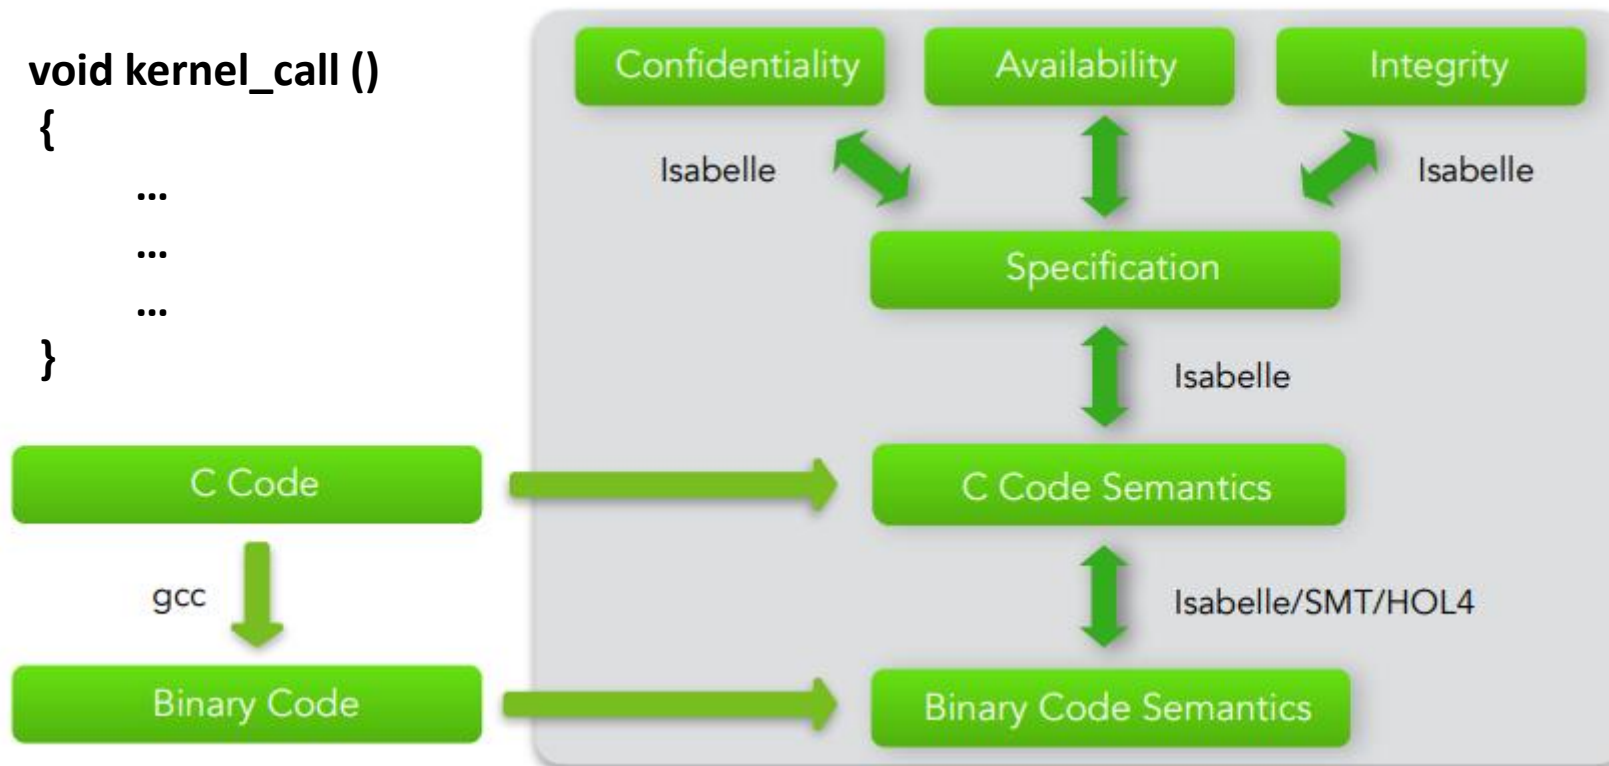 void kernel_call ()
{
...
...
...
}
Confidentiality
Availability
Integrity
Isabelle
Isabelle
Specification
Isabelle
C Code
C Code Semantics
gcc
Isabelle/SMT/HOL4
Binary Code
Binary Code Semantics